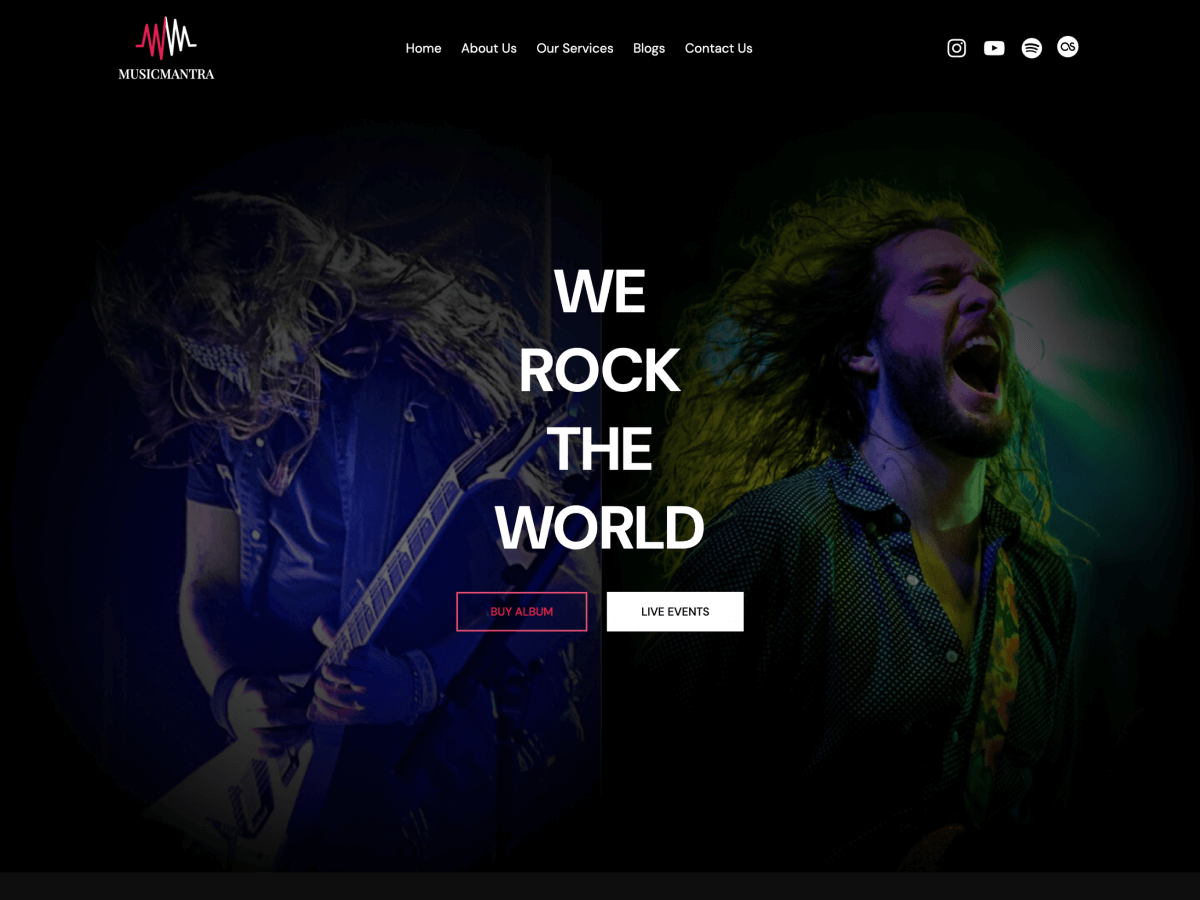 MUSICMANTRA
Home About Us Our Services Blogs Contact Us
WE
ROCK
THE
WORLD
BUY ALBUM LIVE EVENTS